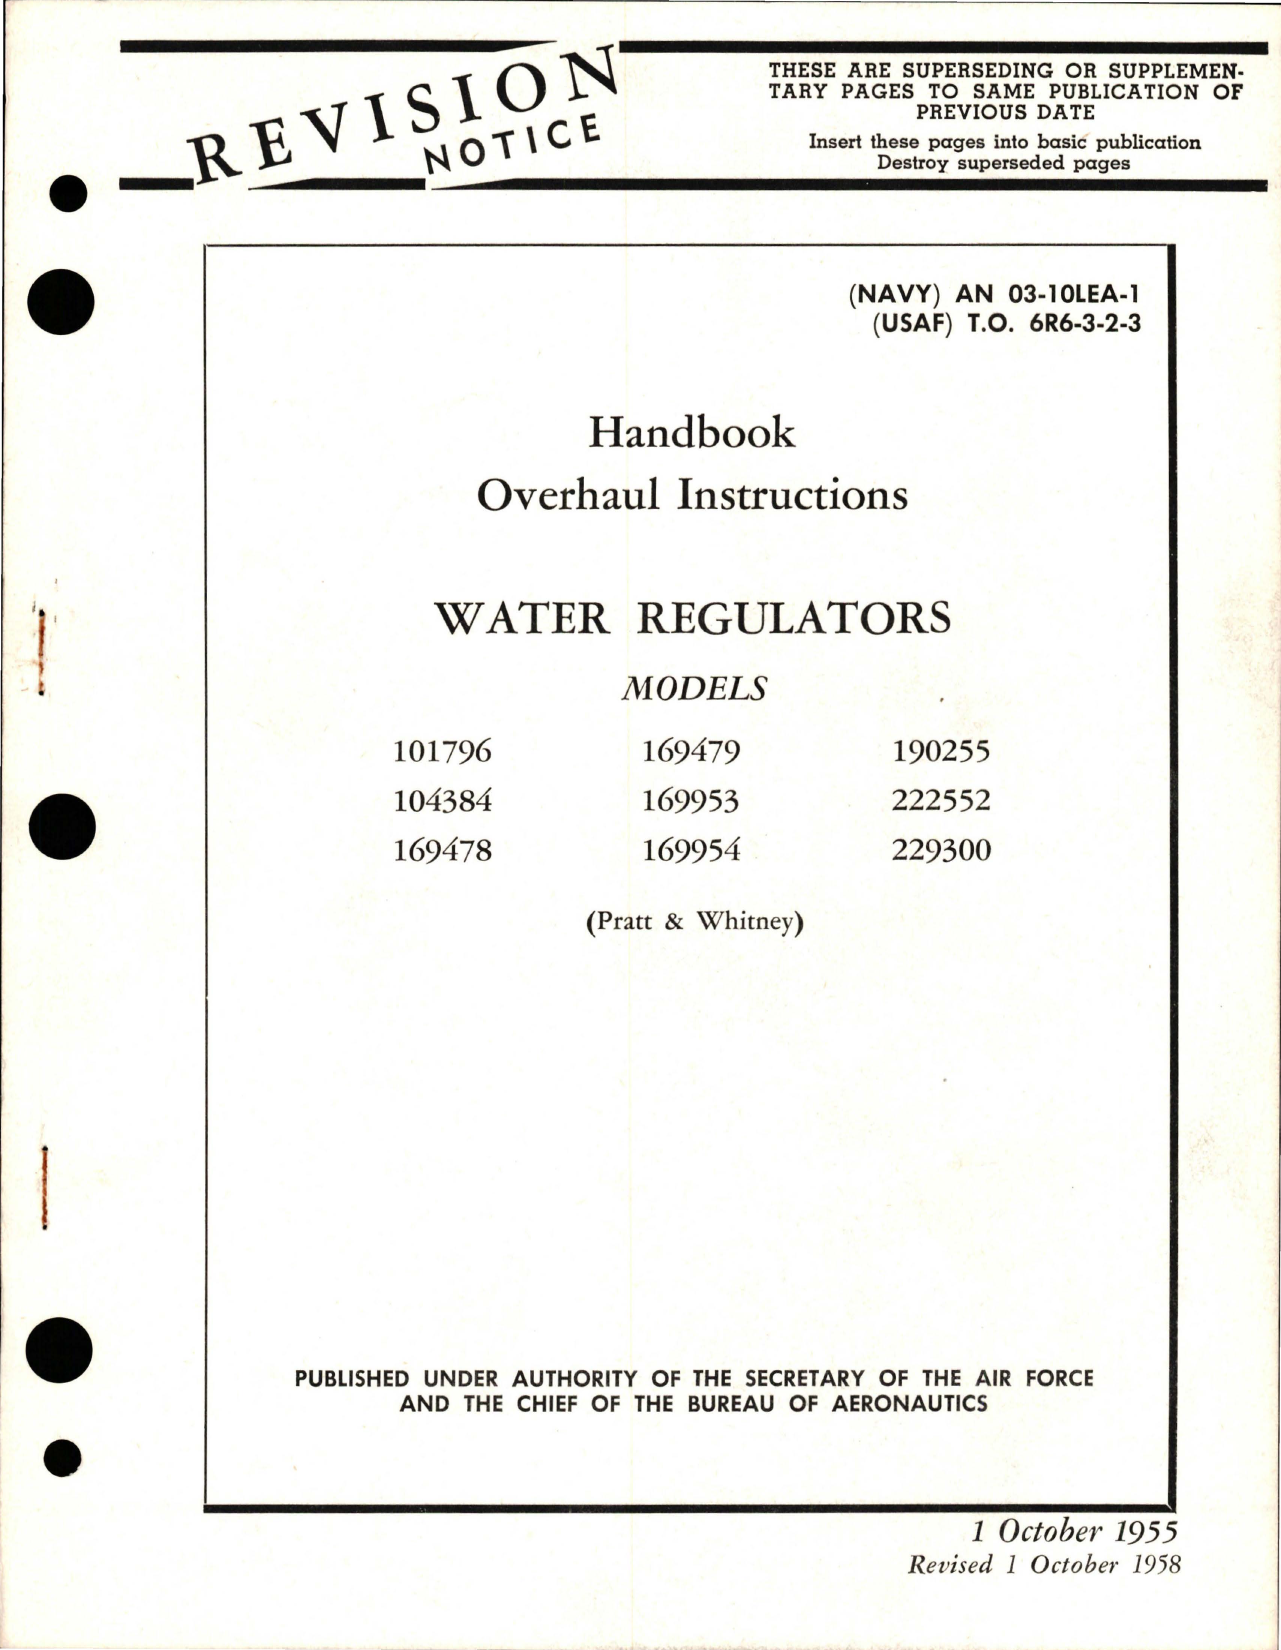 REVISION
NOTICE
THESE ARE SUPERSEDING OR SUPPLEMEN-
TARY PAGES TO SAME PUBLICATION OF
PREVIOUS DATE
Insert these pages into basic publication
Destroy superseded pages
(NAVY) AN 03-10LEA-1
(USAF) T.O. 6R6-3-2-3
Handbook
Overhaul Instructions
WATER REGULATORS
MODELS
101796 169479 190255
104384 169953 222552
169478 169954 229300
(Pratt & Whitney)
PUBLISHED UNDER AUTHORITY OF THE SECRETARY OF THE AIR FORCE
AND THE CHIEF OF THE BUREAU OF AERONAUTICS
1 October 1955
Revised 1 October 1958